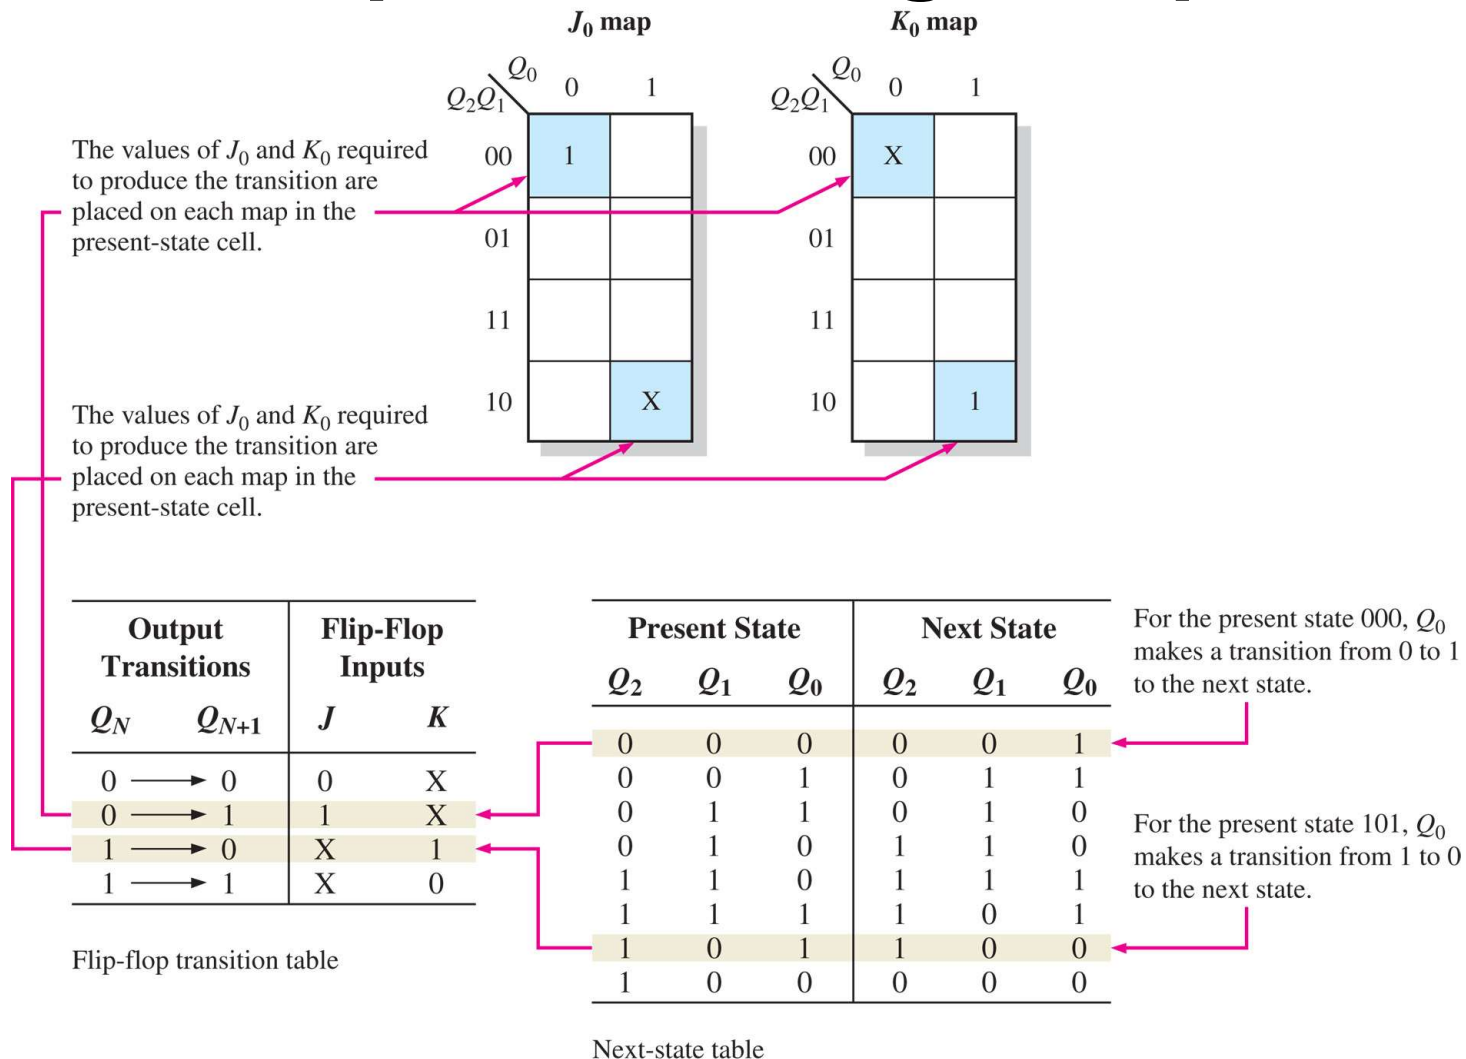 J0 map
K0 map
Q0
Q2Q1
0 1
Q0
Q2Q1
0 1
The values of J0 and K0 required
to produce the transition are
placed on each map in the
present-state cell.
00 1
01
11
10 X
00 X
01
11
10 1
The values of J0 and K0 required
to produce the transition are
placed on each map in the
present-state cell.
Output Transitions
Flip-Flop Inputs
QN QN+1 J K
0 → 0 0 X
0 → 1 1 X
1 → 0 X 1
1 → 1 X 0
Flip-flop transition table
Present State Next State
Q2 Q1 Q0 Q2 Q1 Q0
0 0 0 0 0 1
0 0 1 0 1 1
0 1 1 0 1 0
0 1 0 1 1 0
1 1 0 1 1 1
1 1 1 1 0 1
1 0 1 1 0 0
1 0 0 0 0 0
Next-state table
For the present state 000, Q0
makes a transition from 0 to 1
to the next state.
For the present state 101, Q0
makes a transition from 1 to 0
to the next state.